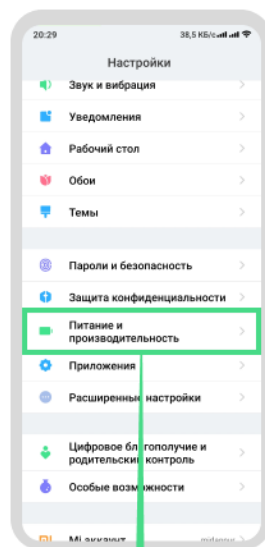 20:29 38,5 КБ/с
Настройки
Звук и вибрация
Уведомления
Рабочий стол
Обои
Темы
Пароли и безопасность
Защита конфиденциальности
Питание и
производительность
Приложения
Расширенные настройки
Цифровое благополучие и
родительский контроль
Особые возможности
Mi аккаунт